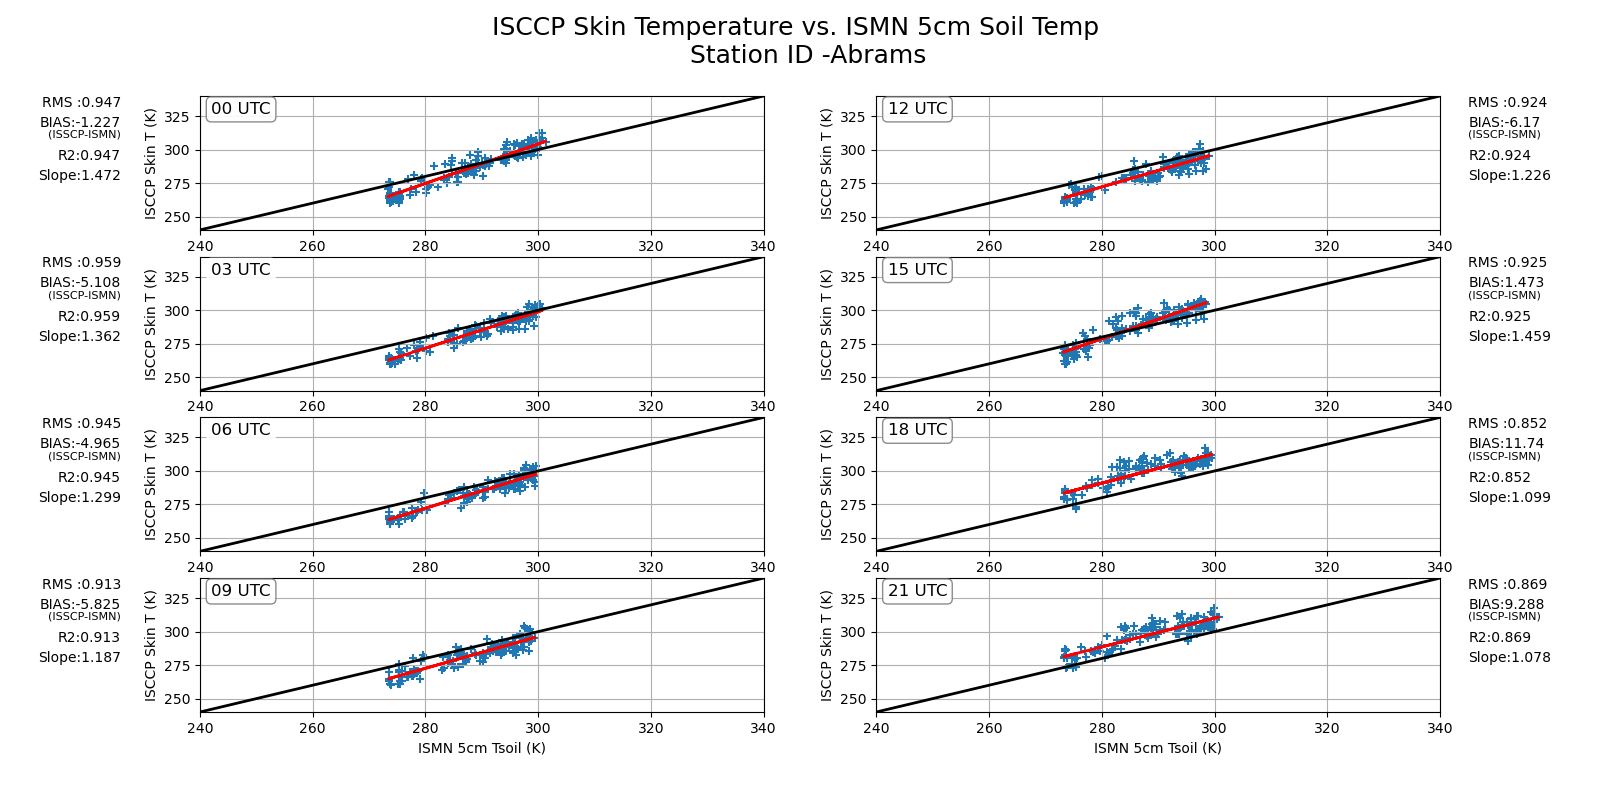 ISCCP Skin Temperature vs. ISMN 5cm Soil Temp
Station ID -Abrams
RMS :0.947
BIAS:-1.227
(ISSCP-ISMN)
R2:0.947
Slope:1.472
ISCCP Skin T (K)
325
300
275
250
00 UTC
240 260 280 300 320 340
ISCCP Skin T (K)
325
300
275
250
12 UTC
240 260 280 300 320 340
RMS :0.924
BIAS:-6.17
(ISSCP-ISMN)
R2:0.924
Slope:1.226
RMS :0.959
BIAS:-5.108
(ISSCP-ISMN)
R2:0.959
Slope:1.362
ISCCP Skin T (K)
325
300
275
250
03 UTC
240 260 280 300 320 340
ISCCP Skin T (K)
325
300
275
250
15 UTC
240 260 280 300 320 340
RMS :0.925
BIAS:1.473
(ISSCP-ISMN)
R2:0.925
Slope:1.459
RMS :0.945
BIAS:-4.965
(ISSCP-ISMN)
R2:0.945
Slope:1.299
ISCCP Skin T (K)
325
300
275
250
06 UTC
240 260 280 300 320 340
ISCCP Skin T (K)
325
300
275
250
18 UTC
240 260 280 300 320 340
RMS :0.852
BIAS:11.74
(ISSCP-ISMN)
R2:0.852
Slope:1.099
RMS :0.913
BIAS:-5.825
(ISSCP-ISMN)
R2:0.913
Slope:1.187
ISCCP Skin T (K)
325
300
275
250
09 UTC
240 260 280 300 320 340
ISMN 5cm Tsoil (K)
ISCCP Skin T (K)
325
300
275
250
21 UTC
240 260 280 300 320 340
ISMN 5cm Tsoil (K)
RMS :0.869
BIAS:9.288
(ISSCP-ISMN)
R2:0.869
Slope:1.078